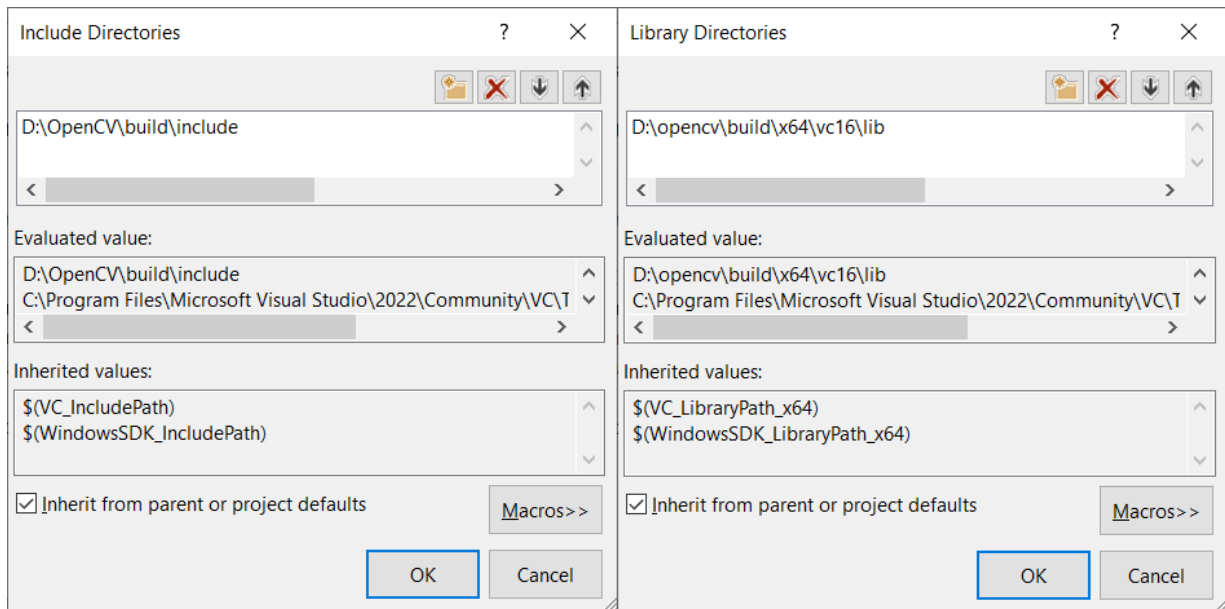 Include Directories
?
D:\OpenCV\build\include
Evaluated value:
D:\OpenCV\build\include
C:\Program Files\Microsoft Visual Studio\2022\Community\VC\T
Inherited values:
$(VC_IncludePath)
$(WindowsSDK_IncludePath)
Inherit from parent or project defaults
Macros>>
OK
Cancel
Library Directories
?
D:\opencv\build\x64\vc16\lib
Evaluated value:
D:\opencv\build\x64\vc16\lib
C:\Program Files\Microsoft Visual Studio\2022\Community\VC\T
Inherited values:
$(VC_LibraryPath_x64)
$(WindowsSDK_LibraryPath_x64)
Inherit from parent or project defaults
Macros>>
OK
Cancel